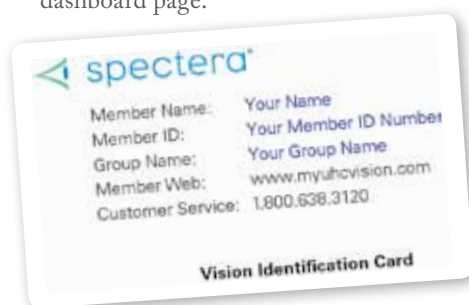 dashboard page.
spectera®
Member Name: Your Name
Member ID: Your Member ID Number
Group Name: Your Group Name
Member Web: www.myuhcvision.com
Customer Service: 1.800.638.3120
Vision Identification Card